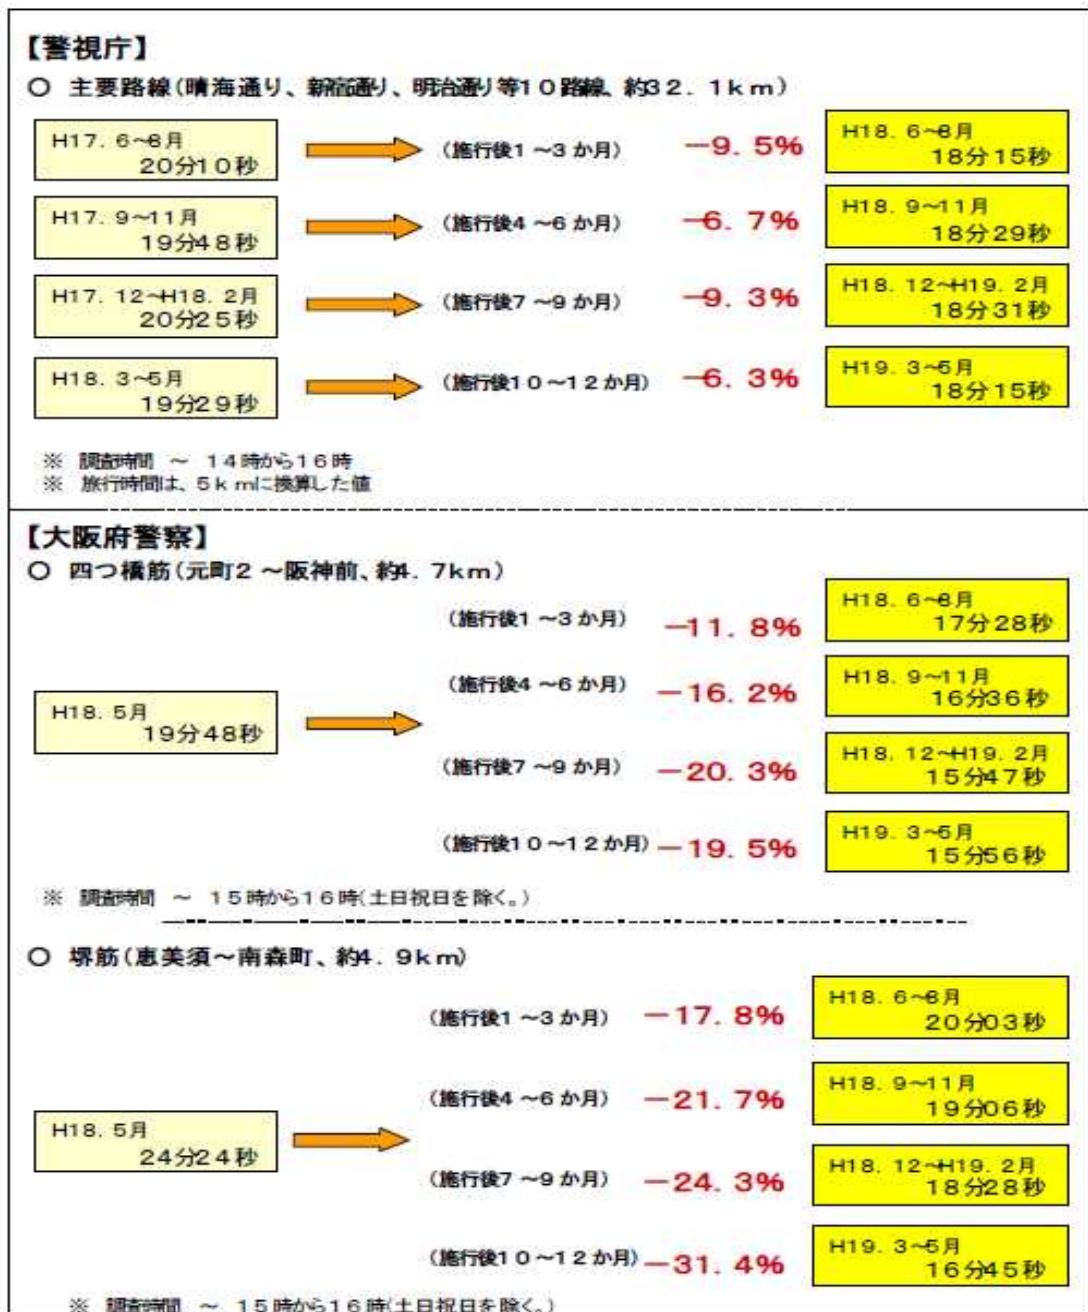 【警視庁】
○ 主要路線(晴海通り、新宿通り、明治通り等10路線、約32.1km)
H17.6~8月
20分10秒
(施行後1~3か月)
-9.5%
H18.6~8月
18分15秒
H17.9~11月
19分48秒
(施行後4~6か月)
-6.7%
H18.9~11月
18分29秒
H17.12~H18.2月
20分25秒
(施行後7~9か月)
-9.3%
H18.12~H19.2月
18分31秒
H18.3~5月
19分29秒
(施行後10~12か月)
-6.3%
H19.3~5月
18分15秒
※ 調査時間 ~ 14時から16時
※ 旅行時間は、5kmに換算した値
【大阪府警察】
○ 四つ橋筋(元町2~阪神前、約4.7km)
H18.5月
19分48秒
(施行後1~3か月)
-11.8%
H18.6~8月
17分28秒
(施行後4~6か月)
-16.2%
H18.9~11月
16分36秒
(施行後7~9か月)
-20.3%
H18.12~H19.2月
15分47秒
(施行後10~12か月)
-19.5%
H19.3~5月
15分56秒
※ 調査時間 ~ 15時から16時(土日祝日を除く。)
○ 堺筋(恵美須~南森町、約4.9km)
H18.5月
24分24秒
(施行後1~3か月)
-17.8%
H18.6~8月
20分03秒
(施行後4~6か月)
-21.7%
H18.9~11月
19分06秒
(施行後7~9か月)
-24.3%
H18.12~H19.2月
18分28秒
(施行後10~12か月)
-31.4%
H19.3~5月
16分45秒
※ 調査時間 ~ 15時から16時(土日祝日を除く。)